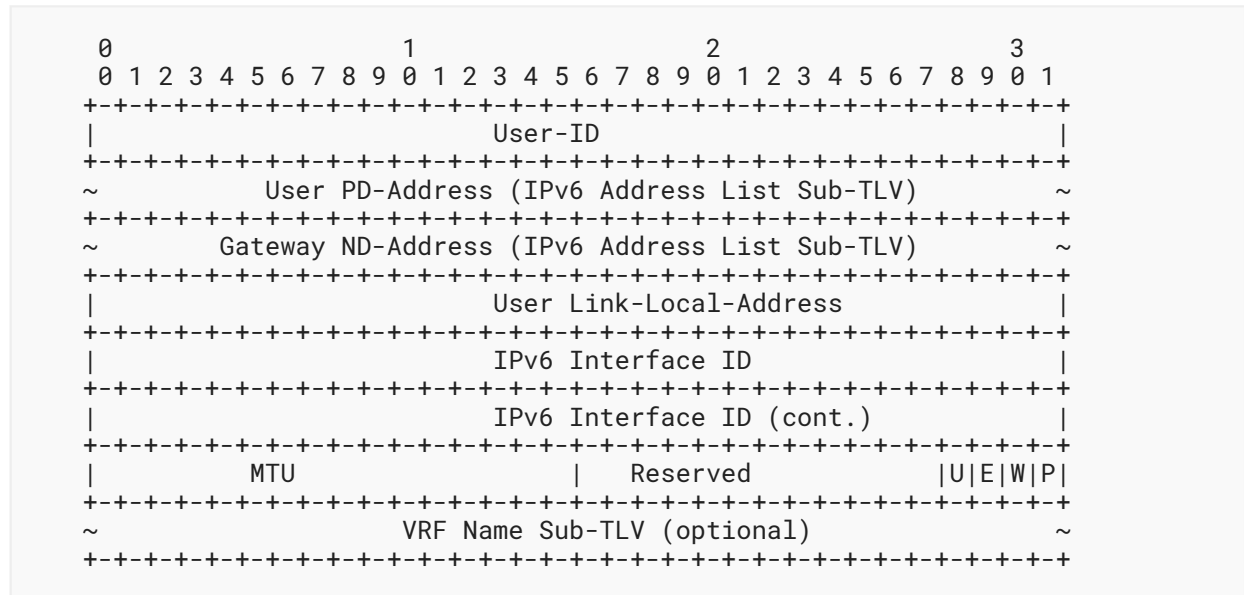 0                   1                   2                   3
 0 1 2 3 4 5 6 7 8 9 0 1 2 3 4 5 6 7 8 9 0 1 2 3 4 5 6 7 8 9 0 1
+-+-+-+-+-+-+-+-+-+-+-+-+-+-+-+-+-+-+-+-+-+-+-+-+-+-+-+-+-+-+-+-+
|                          User-ID                              |
+-+-+-+-+-+-+-+-+-+-+-+-+-+-+-+-+-+-+-+-+-+-+-+-+-+-+-+-+-+-+-+-+
~           User PD-Address (IPv6 Address List Sub-TLV)         ~
+-+-+-+-+-+-+-+-+-+-+-+-+-+-+-+-+-+-+-+-+-+-+-+-+-+-+-+-+-+-+-+-+
~        Gateway ND-Address (IPv6 Address List Sub-TLV)         ~
+-+-+-+-+-+-+-+-+-+-+-+-+-+-+-+-+-+-+-+-+-+-+-+-+-+-+-+-+-+-+-+-+
|                          User Link-Local-Address              |
+-+-+-+-+-+-+-+-+-+-+-+-+-+-+-+-+-+-+-+-+-+-+-+-+-+-+-+-+-+-+-+-+
|                          IPv6 Interface ID                    |
+-+-+-+-+-+-+-+-+-+-+-+-+-+-+-+-+-+-+-+-+-+-+-+-+-+-+-+-+-+-+-+-+
|                          IPv6 Interface ID (cont.)            |
+-+-+-+-+-+-+-+-+-+-+-+-+-+-+-+-+-+-+-+-+-+-+-+-+-+-+-+-+-+-+-+-+
|          MTU                  |   Reserved            |U|E|W|P|
+-+-+-+-+-+-+-+-+-+-+-+-+-+-+-+-+-+-+-+-+-+-+-+-+-+-+-+-+-+-+-+-+
~                    VRF Name Sub-TLV (optional)                ~
+-+-+-+-+-+-+-+-+-+-+-+-+-+-+-+-+-+-+-+-+-+-+-+-+-+-+-+-+-+-+-+-+